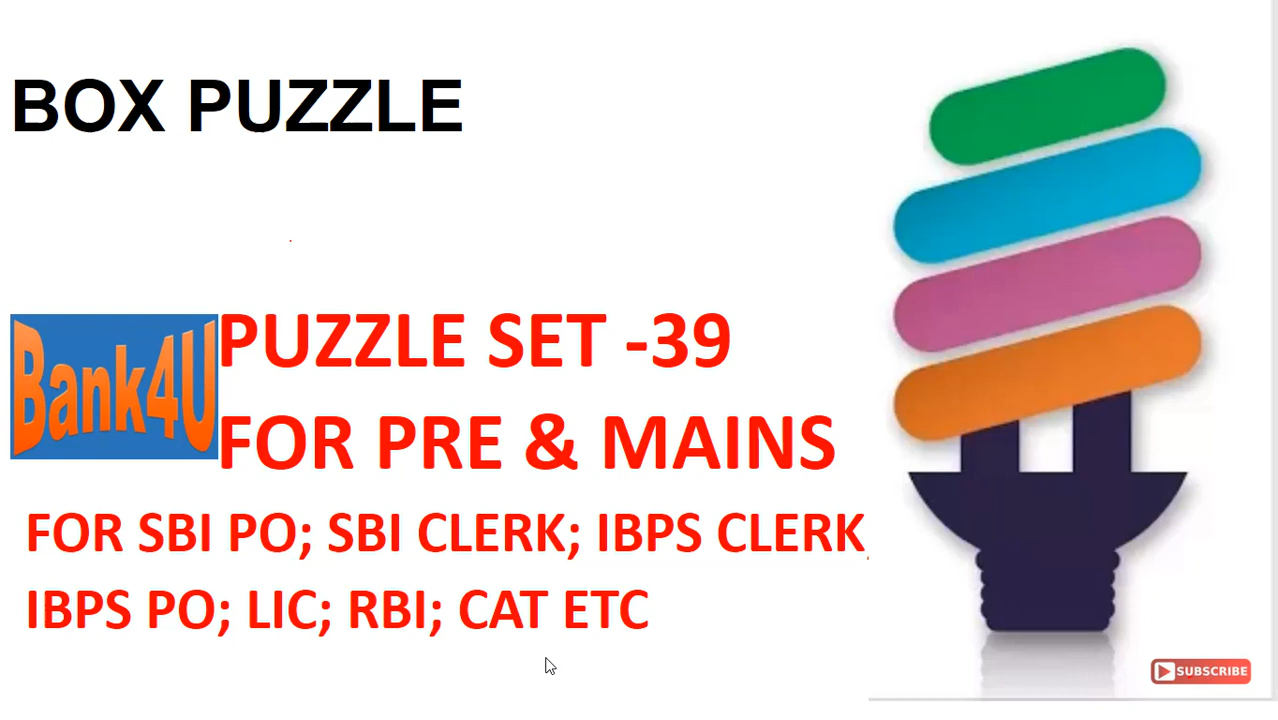 BOX PUZZLE
Bank4U
PUZZLE SET -39
FOR PRE & MAINS
FOR SBI PO; SBI CLERK; IBPS CLERK,
IBPS PO; LIC; RBI; CAT ETC
SUBSCRIBE